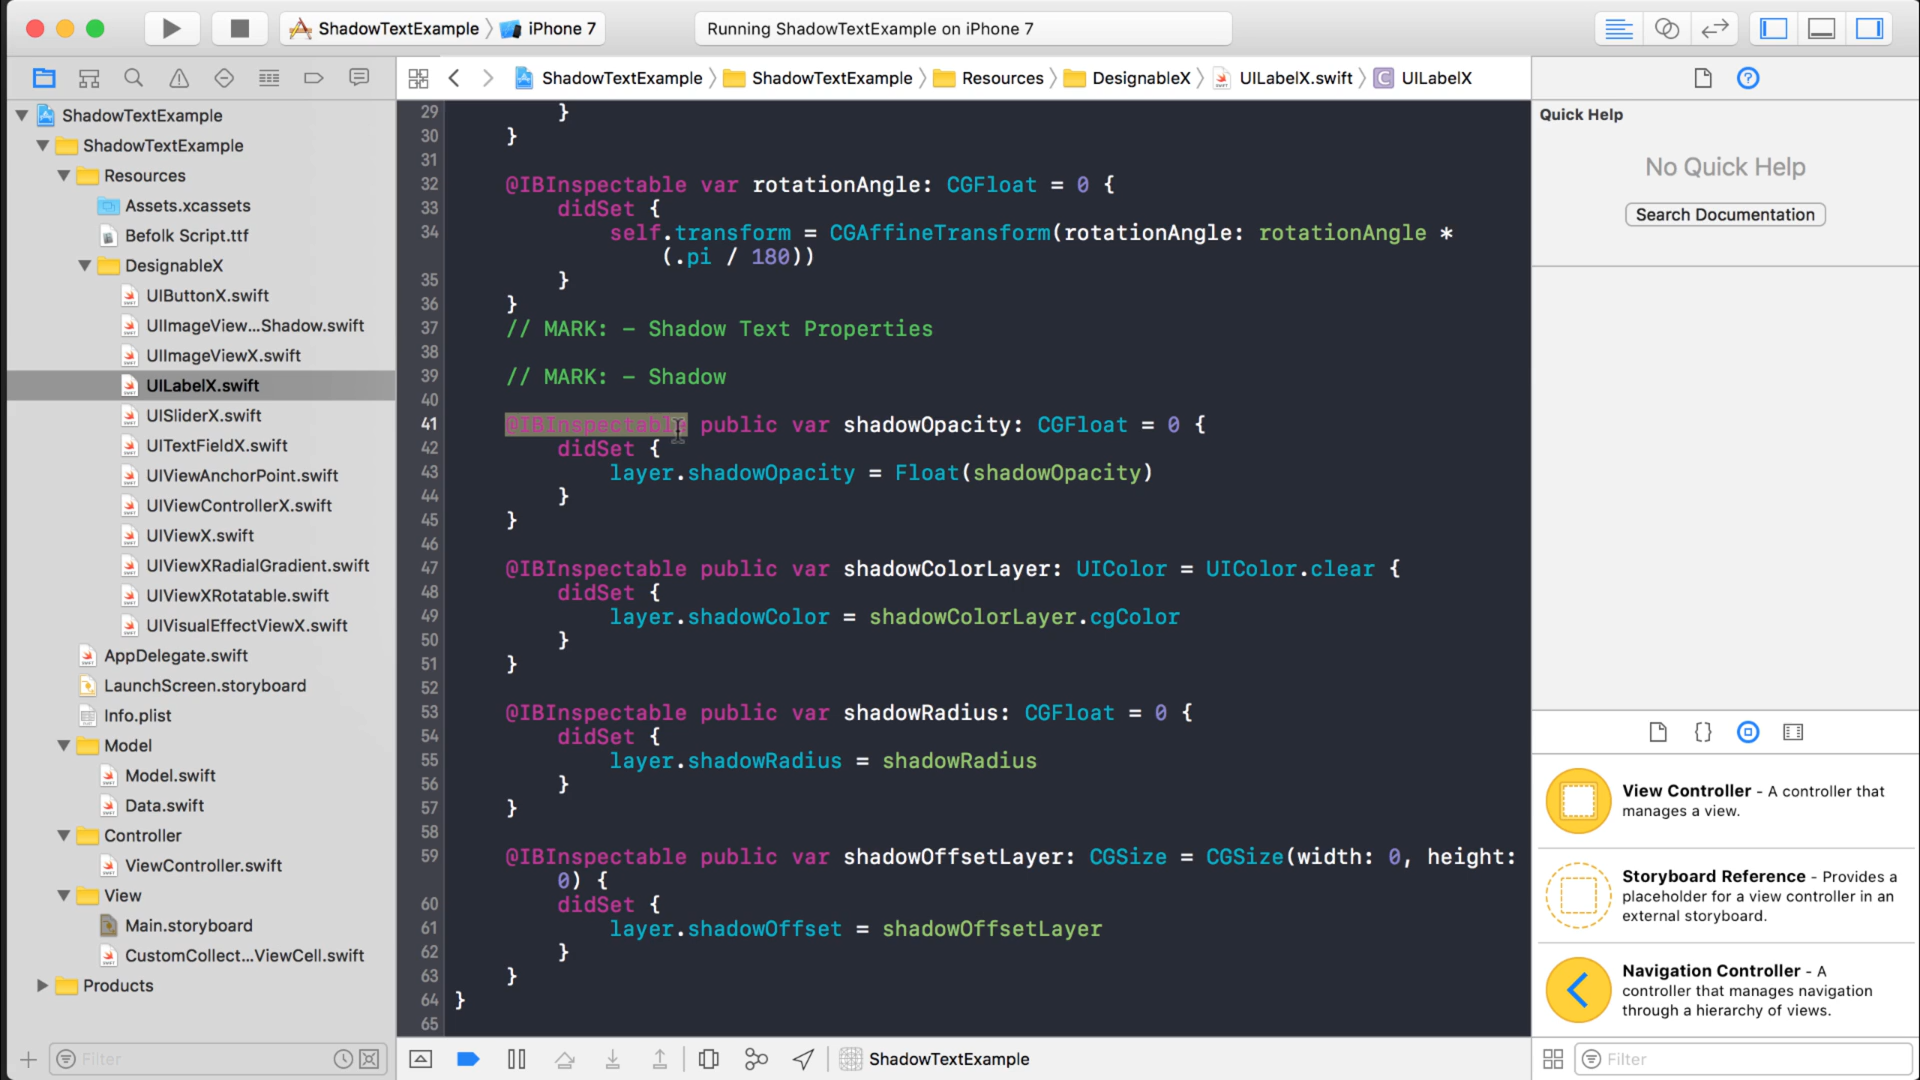 ShadowTextExample iPhone 7
Running ShadowTextExample on iPhone 7
ShadowTextExample ShadowTextExample Resources DesignableX UILabelX.swift C UILabelX
ShadowTextExample
ShadowTextExample
Resources
Assets.xcassets
Befolk Script.ttf
DesignableX
UIButtonX.swift
UIImageView...Shadow.swift
UIImageViewX.swift
UILabelX.swift
UISliderX.swift
UITextFieldX.swift
UIViewAnchorPoint.swift
UIViewControllerX.swift
UIViewX.swift
UIViewXRadialGradient.swift
UIViewXRotatable.swift
UIVisualEffectViewX.swift
AppDelegate.swift
LaunchScreen.storyboard
Info.plist
Model
Model.swift
Data.swift
Controller
ViewController.swift
View
Main.storyboard
CustomCollect...ViewCell.swift
Products
Filter
29 }
30 }
31
32 @IBInspectable var rotationAngle: CGFloat = 0 {
33 didSet {
34 self.transform = CGAffineTransform(rotationAngle: rotationAngle *
(.pi / 180))
35 }
36 }
37 // MARK: - Shadow Text Properties
38
39 // MARK: - Shadow
40
41 @IBInspectable public var shadowOpacity: CGFloat = 0 {
42 didSet {
43 layer.shadowOpacity = Float(shadowOpacity)
44 }
45 }
46
47 @IBInspectable public var shadowColorLayer: UIColor = UIColor.clear {
48 didSet {
49 layer.shadowColor = shadowColorLayer.cgColor
50 }
51 }
52
53 @IBInspectable public var shadowRadius: CGFloat = 0 {
54 didSet {
55 layer.shadowRadius = shadowRadius
56 }
57 }
58
59 @IBInspectable public var shadowOffsetLayer: CGSize = CGSize(width: 0, height:
0) {
60 didSet {
61 layer.shadowOffset = shadowOffsetLayer
62 }
63 }
64 }
65
ShadowTextExample
Quick Help
No Quick Help
Search Documentation
View Controller - A controller that
manages a view.
Storyboard Reference - Provides a
placeholder for a view controller in an
external storyboard.
Navigation Controller - A
controller that manages navigation
through a hierarchy of views.
Filter